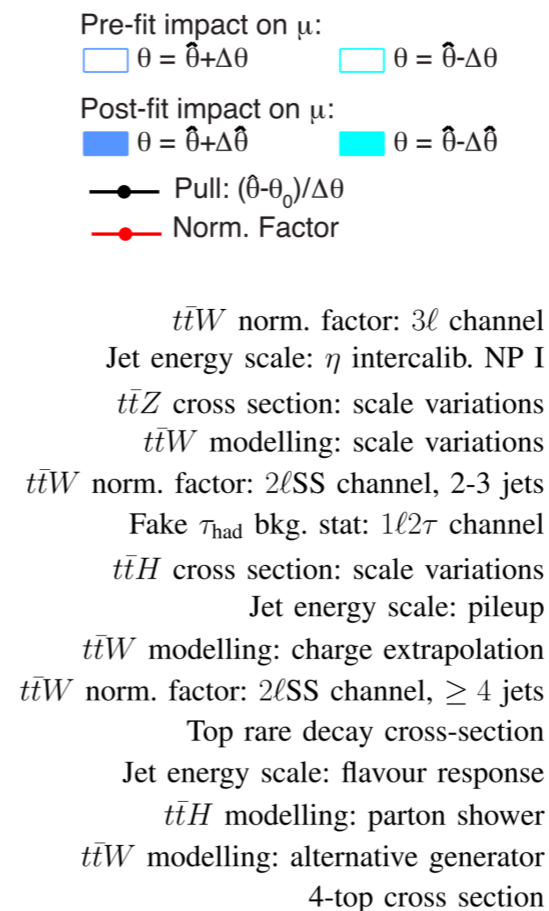 Pre-fit impact on μ:
θ = θ̂+Δθ θ = θ̂-Δθ
Post-fit impact on μ:
θ = θ̂+Δθ̂ θ = θ̂-Δθ̂
Pull: (θ̂-θ₀)/Δθ
Norm. Factor
tt̄W norm. factor: 3ℓ channel
Jet energy scale: η intercalib. NP I
tt̄Z cross section: scale variations
tt̄W modelling: scale variations
tt̄W norm. factor: 2ℓSS channel, 2-3 jets
Fake τ_had bkg. stat: 1ℓ2τ channel
tt̄H cross section: scale variations
Jet energy scale: pileup
tt̄W modelling: charge extrapolation
tt̄W norm. factor: 2ℓSS channel, ≥ 4 jets
Top rare decay cross-section
Jet energy scale: flavour response
tt̄H modelling: parton shower
tt̄W modelling: alternative generator
4-top cross section